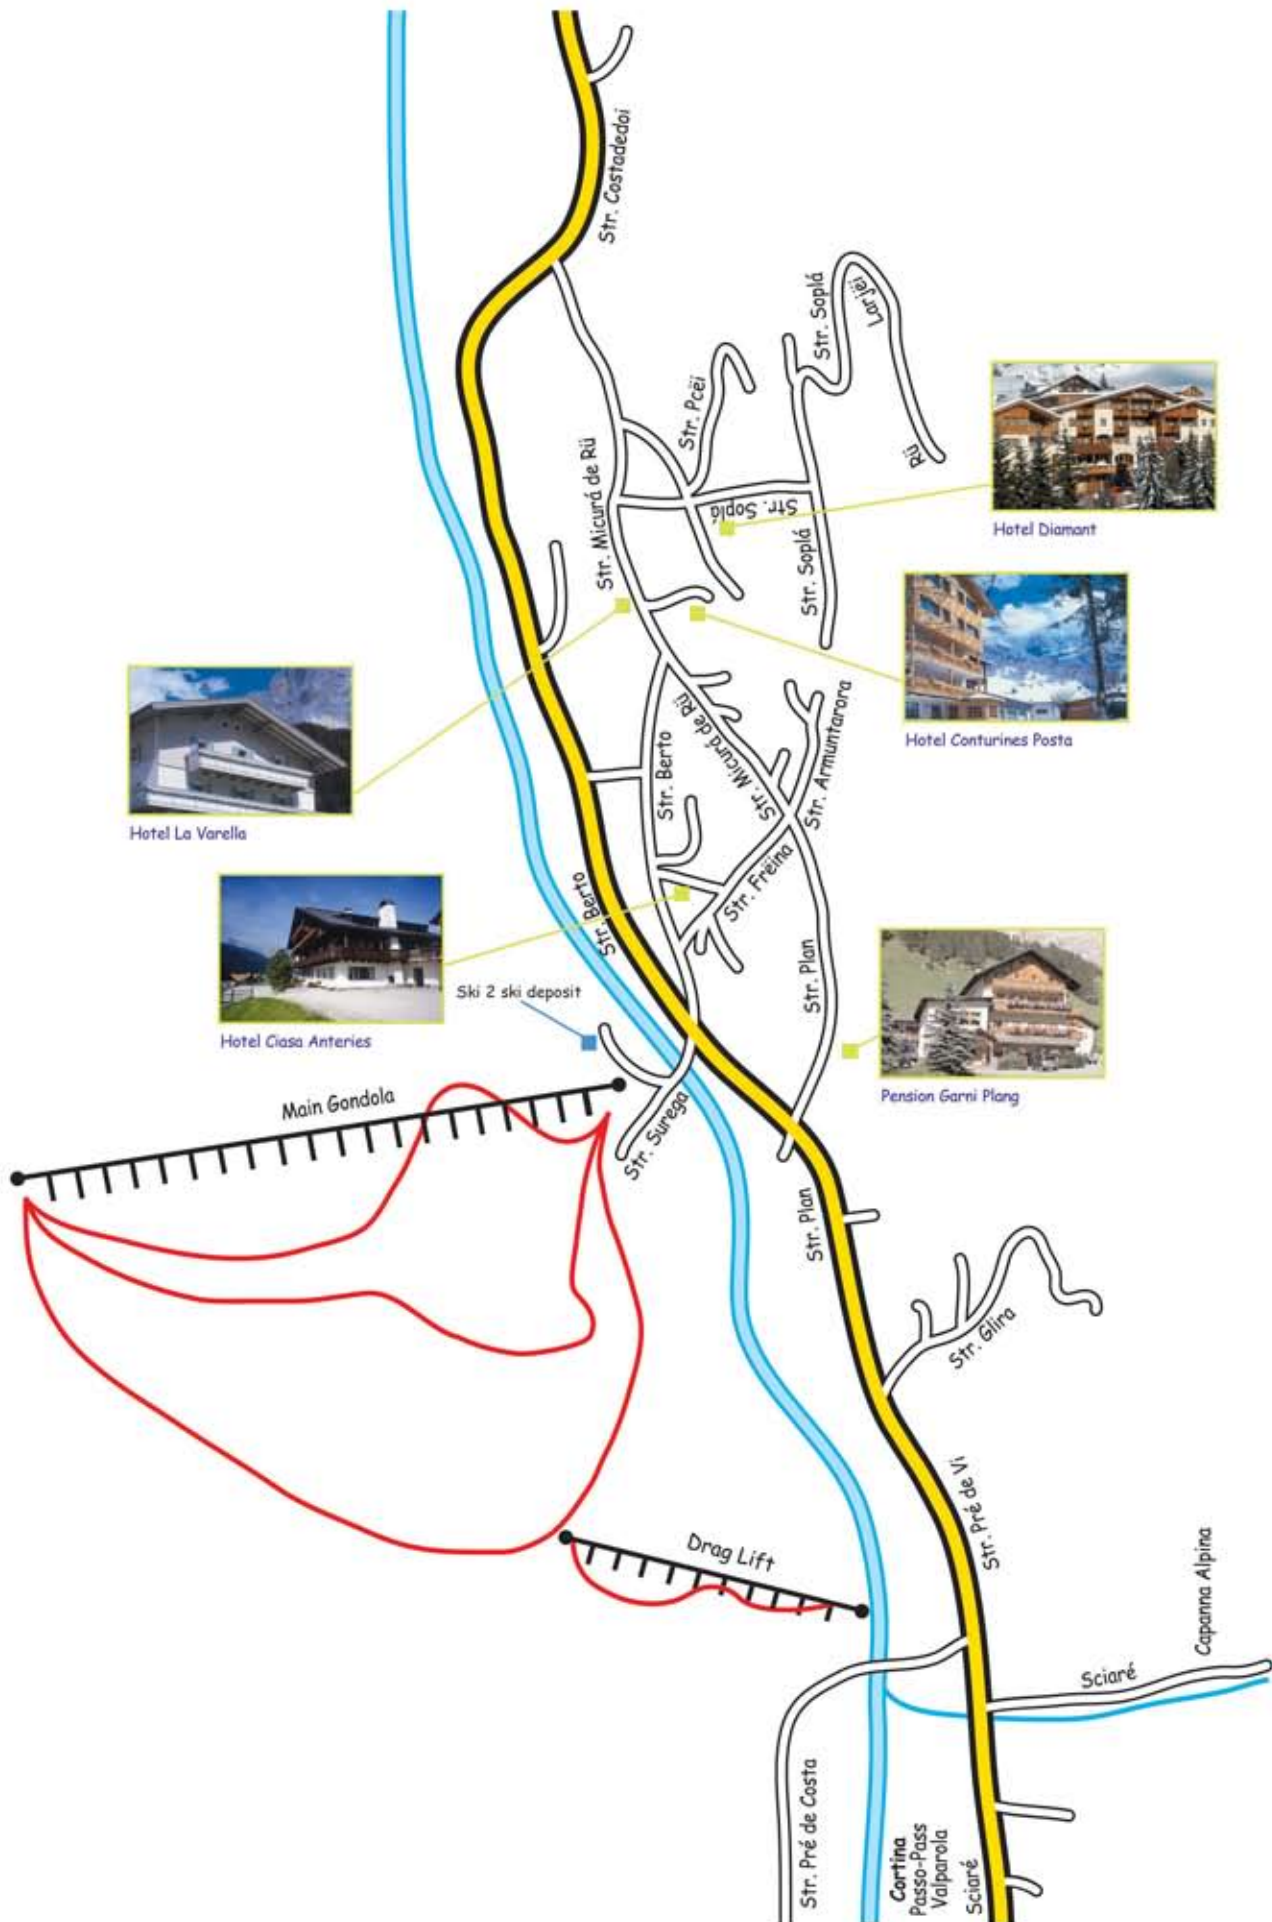 Str. Costadedoi
Str. Soplá
Larjëi
Rü
Str. Pcëi
Str. Micurá de Rü
Str. Soplá
Str. Soplá
Hotel Diamant
Hotel Conturines Posta
Hotel La Varella
Str. Micurá de Rü
Str. Armuntarora
Str. Berto
Str. Frëina
Str. Berto
Hotel Ciasa Anteries
Ski 2 ski deposit
Str. Plan
Pension Garni Plang
Main Gondola
Str. Surega
Str. Plan
Str. Glira
Str. Pré de Vi
Drag Lift
Capanna Alpina
Sciaré
Str. Pré de Costa
Cortina
Passo-Pass
Valparola
Sciaré